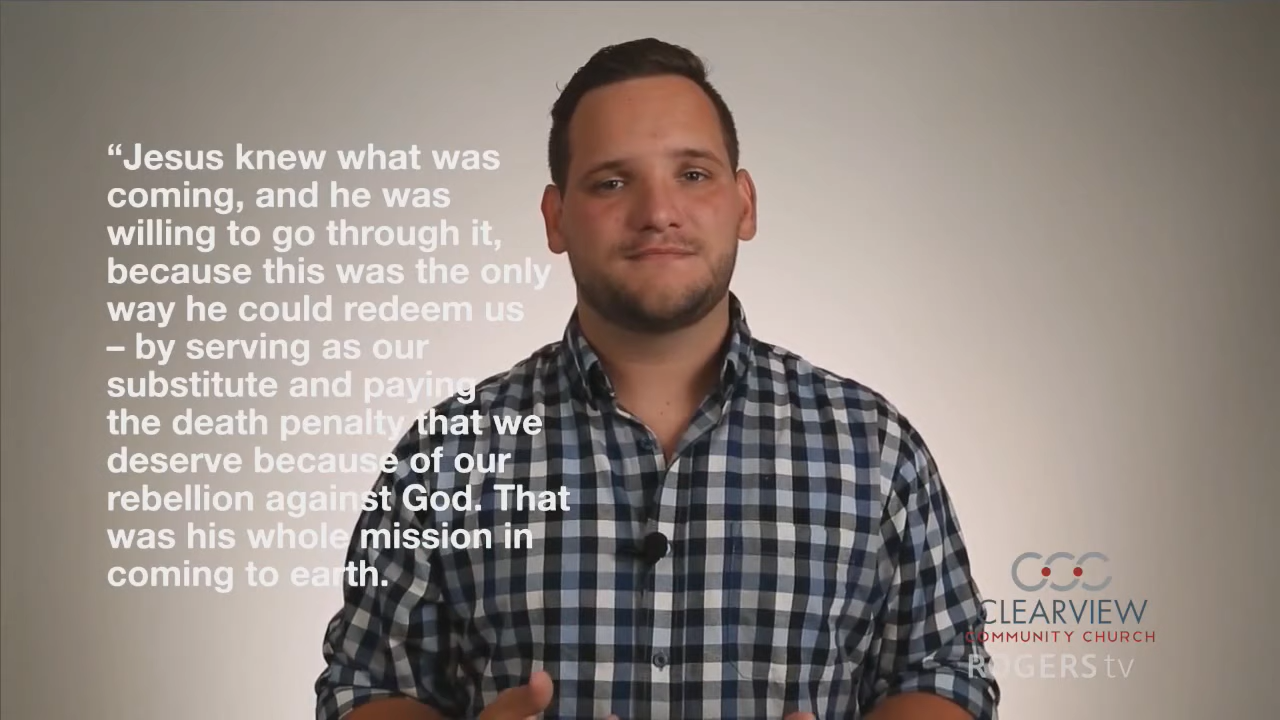 “Jesus knew what was
coming, and he was
willing to go through it,
because this was the only
way he could redeem us
– by serving as our
substitute and paying
the death penalty that we
deserve because of our
rebellion against God. That
was his whole mission in
coming to earth.
CLEARVIEW
COMMUNITY CHURCH
ROGERS tv